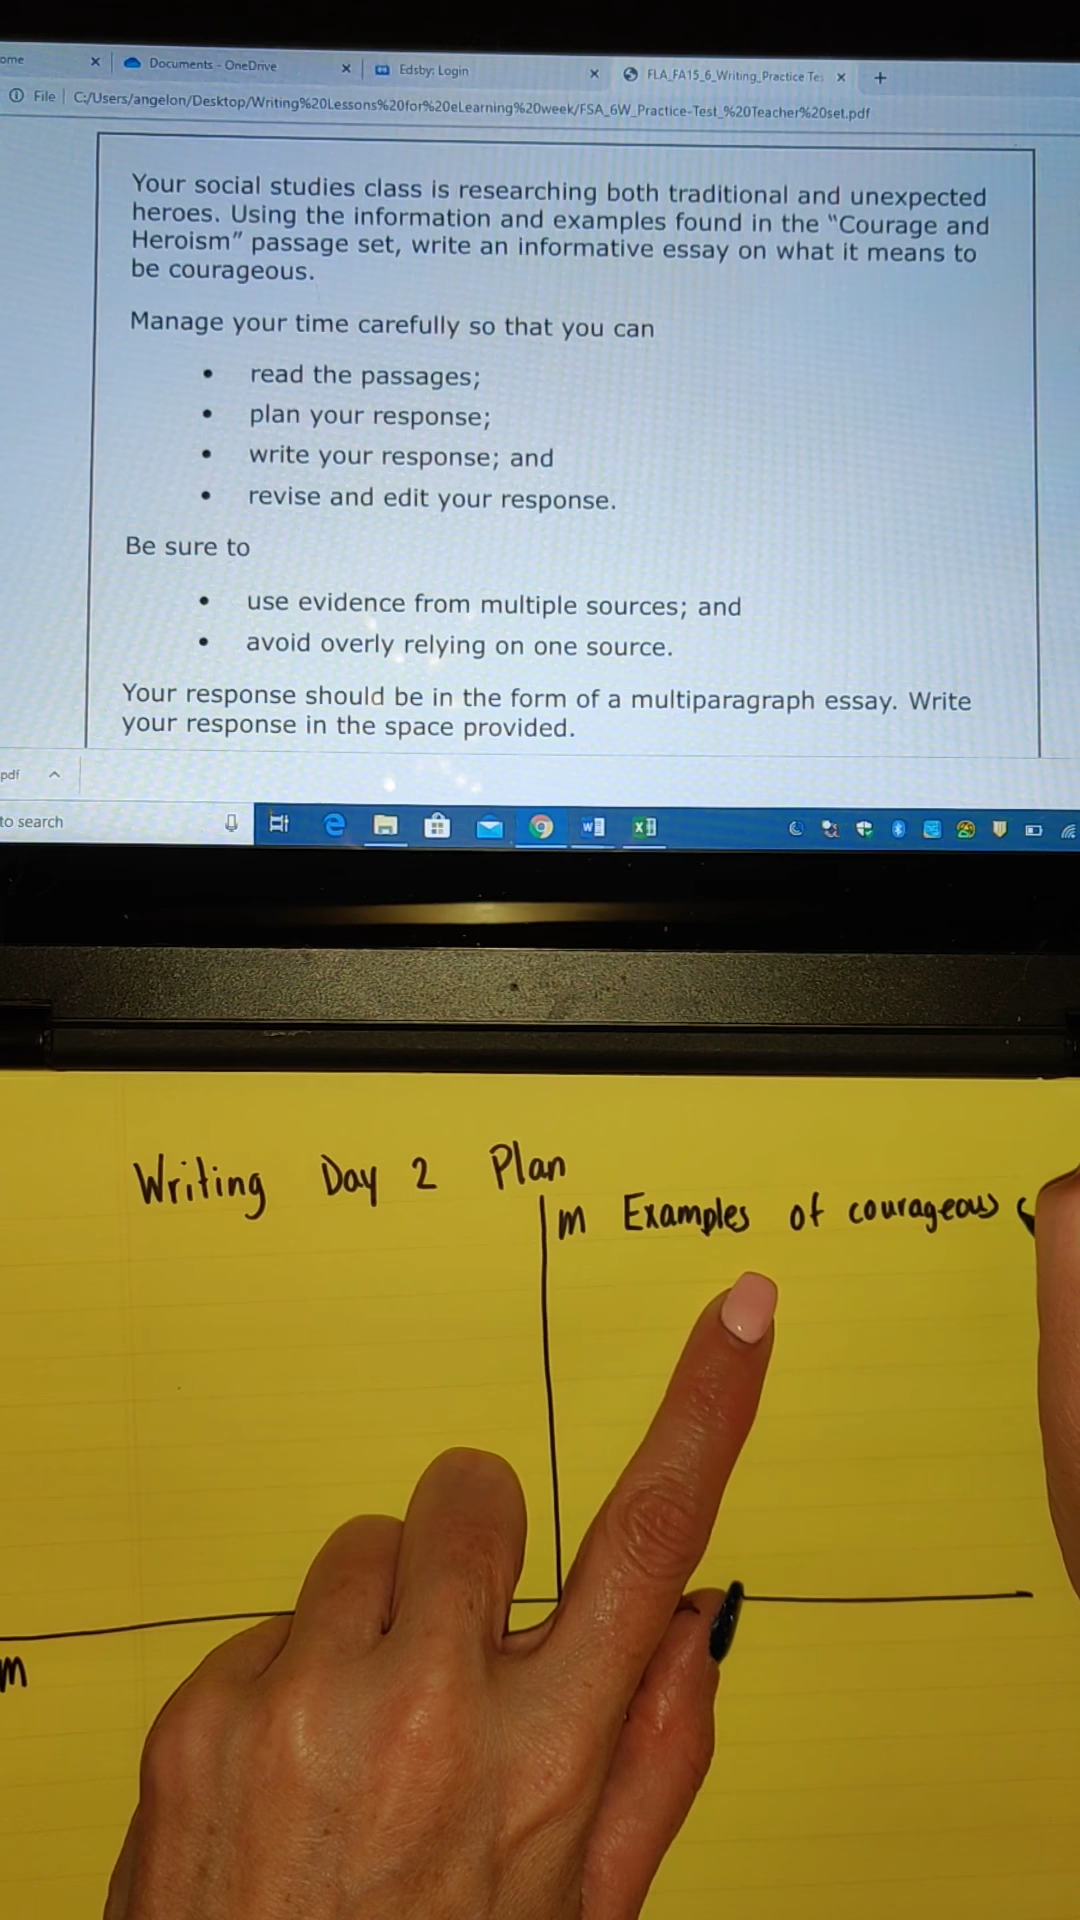 ome
Documents - OneDrive
Edsby: Login
FLA_FA15_6_Writing_Practice Te
File
C:/Users/angelon/Desktop/Writing%20Lessons%20for%20eLearning%20week/FSA_6W_Practice-Test_%20Teacher%20set.pdf
Your social studies class is researching both traditional and unexpected
heroes. Using the information and examples found in the “Courage and
Heroism” passage set, write an informative essay on what it means to
be courageous.
Manage your time carefully so that you can
• read the passages;
• plan your response;
• write your response; and
• revise and edit your response.
Be sure to
• use evidence from multiple sources; and
• avoid overly relying on one source.
Your response should be in the form of a multiparagraph essay. Write
your response in the space provided.
pdf
to search
Writing Day 2 Plan
m Examples of courageous
m